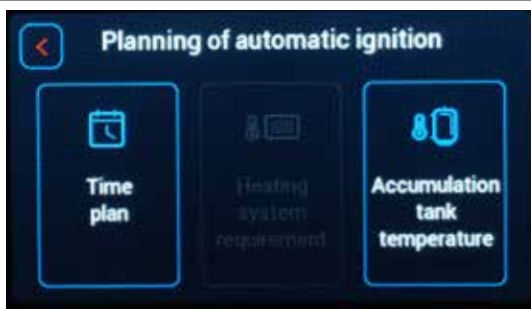 Planning of automatic ignition
Time
plan
Heating
system
requirement
Accumulation
tank
temperature